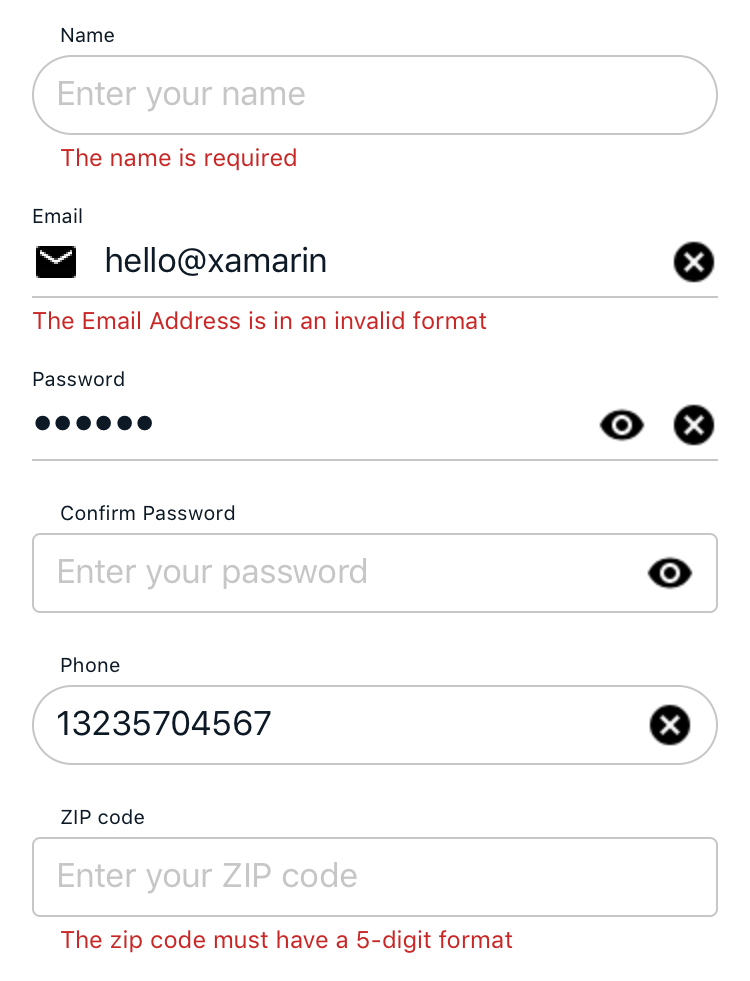 Name
Enter your name
The name is required
Email
hello@xamarin
The Email Address is in an invalid format
Password
●●●●●●
Confirm Password
Enter your password
Phone
13235704567
ZIP code
Enter your ZIP code
The zip code must have a 5-digit format